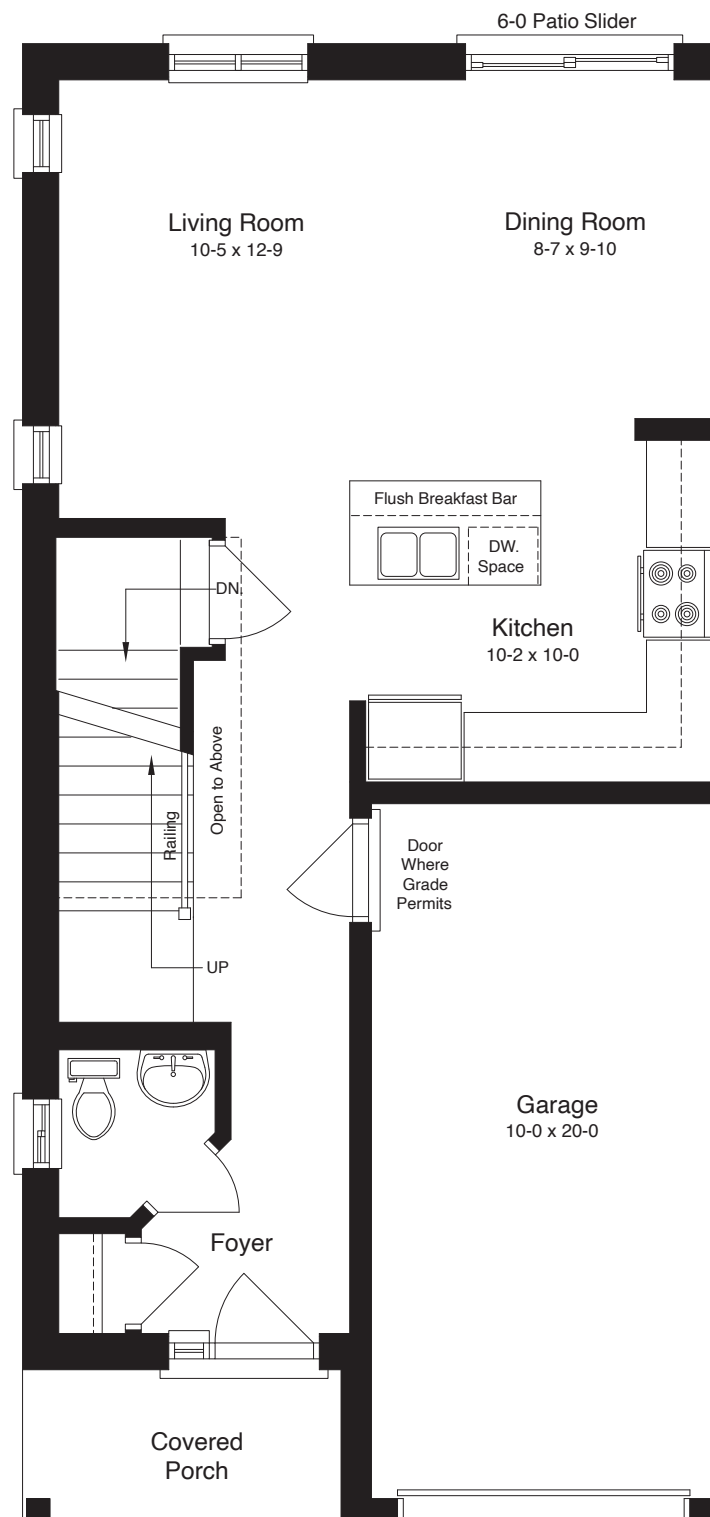 6-0 Patio Slider
Living Room
10-5 x 12-9
Dining Room
8-7 x 9-10
Flush Breakfast Bar
DW.
Space
DN.
Kitchen
10-2 x 10-0
Open to Above
Railing
Door
Where
Grade
Permits
UP
Garage
10-0 x 20-0
Foyer
Covered
Porch